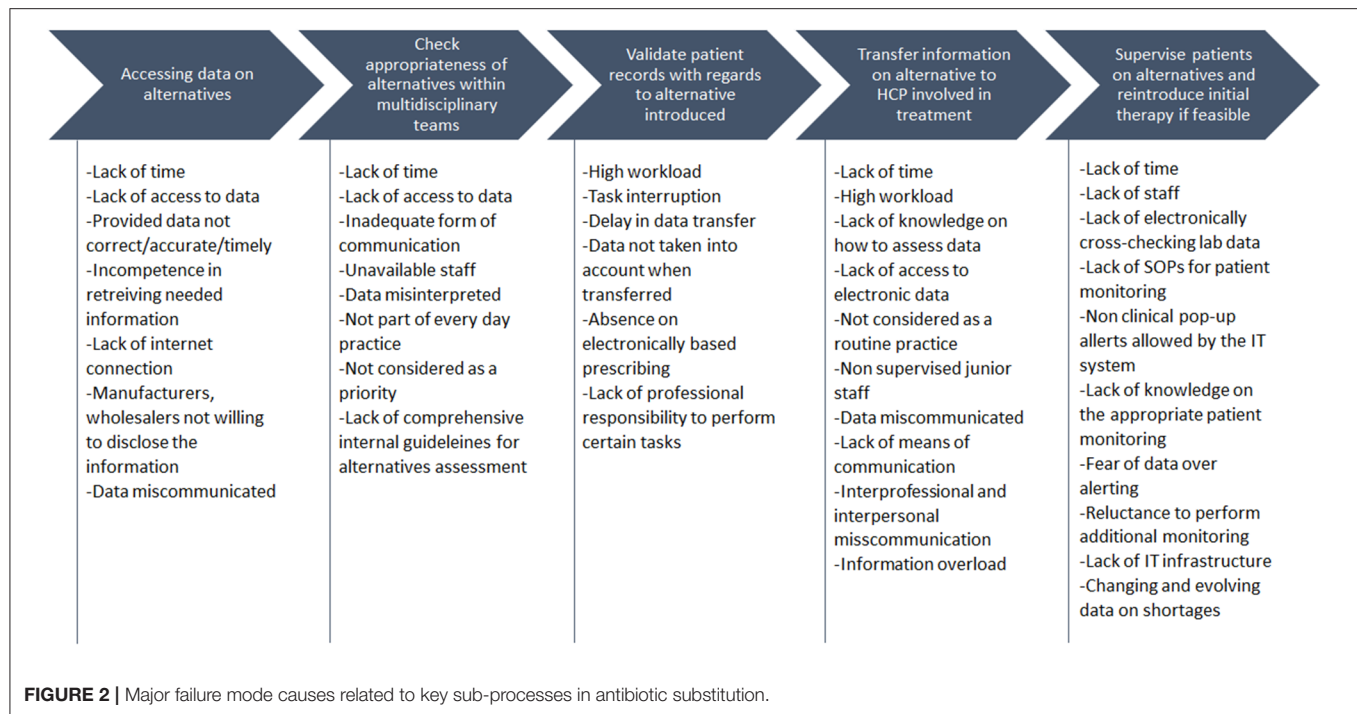 Accessing data on
alternatives
Check
appropriateness of
alternatives within
multidisciplinary
teams
Validate patient
records with regards
to alternative
introduced
Transfer information
on alternative to
HCP involved in
treatment
Supervise patients
on alternatives and
reintroduce initial
therapy if feasible
-Lack of time
-Lack of access to data
-Provided data not
correct/accurate/timely
-Incompetence in
retreiving needed
information
-Lack of internet
connection
-Manufacturers,
wholesalers not willing
to disclose the
information
-Data miscommunicated
-Lack of time
-Lack of access to data
-Inadequate form of
communication
-Unavailable staff
-Data misinterpreted
-Not part of every day
practice
-Not considered as a
priority
-Lack of comprehensive
internal guideleines for
alternatives assessment
-High workload
-Task interruption
-Delay in data transfer
-Data not taken into
account when
transferred
-Absence on
electronically based
prescribing
-Lack of professional
responsibility to perform
certain tasks
-Lack of time
-High workload
-Lack of knowledge on
how to assess data
-Lack of access to
electronic data
-Not considered as a
routine practice
-Non supervised junior
staff
-Data miscommunicated
-Lack of means of
communication
-Interprofessional and
interpersonal
misscommunication
-Information overload
-Lack of time
-Lack of staff
-Lack of electronically
cross-checking lab data
-Lack of SOPs for patient
monitoring
-Non clinical pop-up
allerts allowed by the IT
system
-Lack of knowledge on
the appropriate patient
monitoring
-Fear of data over
alerting
-Reluctance to perform
additional monitoring
-Lack of IT infrastructure
-Changing and evolving
data on shortages
FIGURE 2 | Major failure mode causes related to key sub-processes in antibiotic substitution.